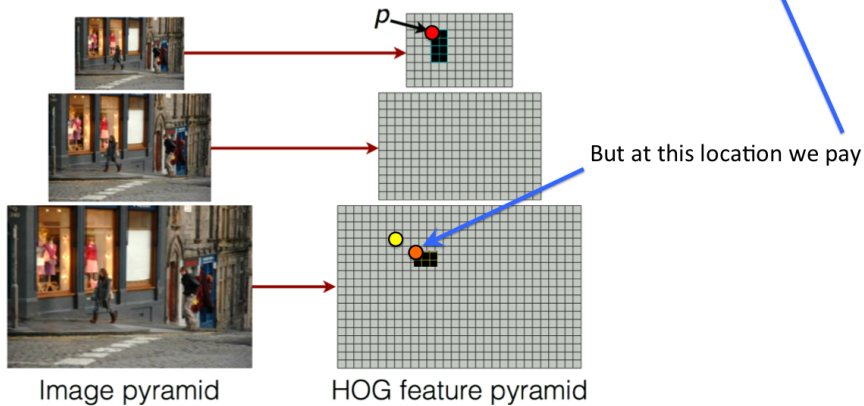 p
But at this location we pay
Image pyramid
HOG feature pyramid